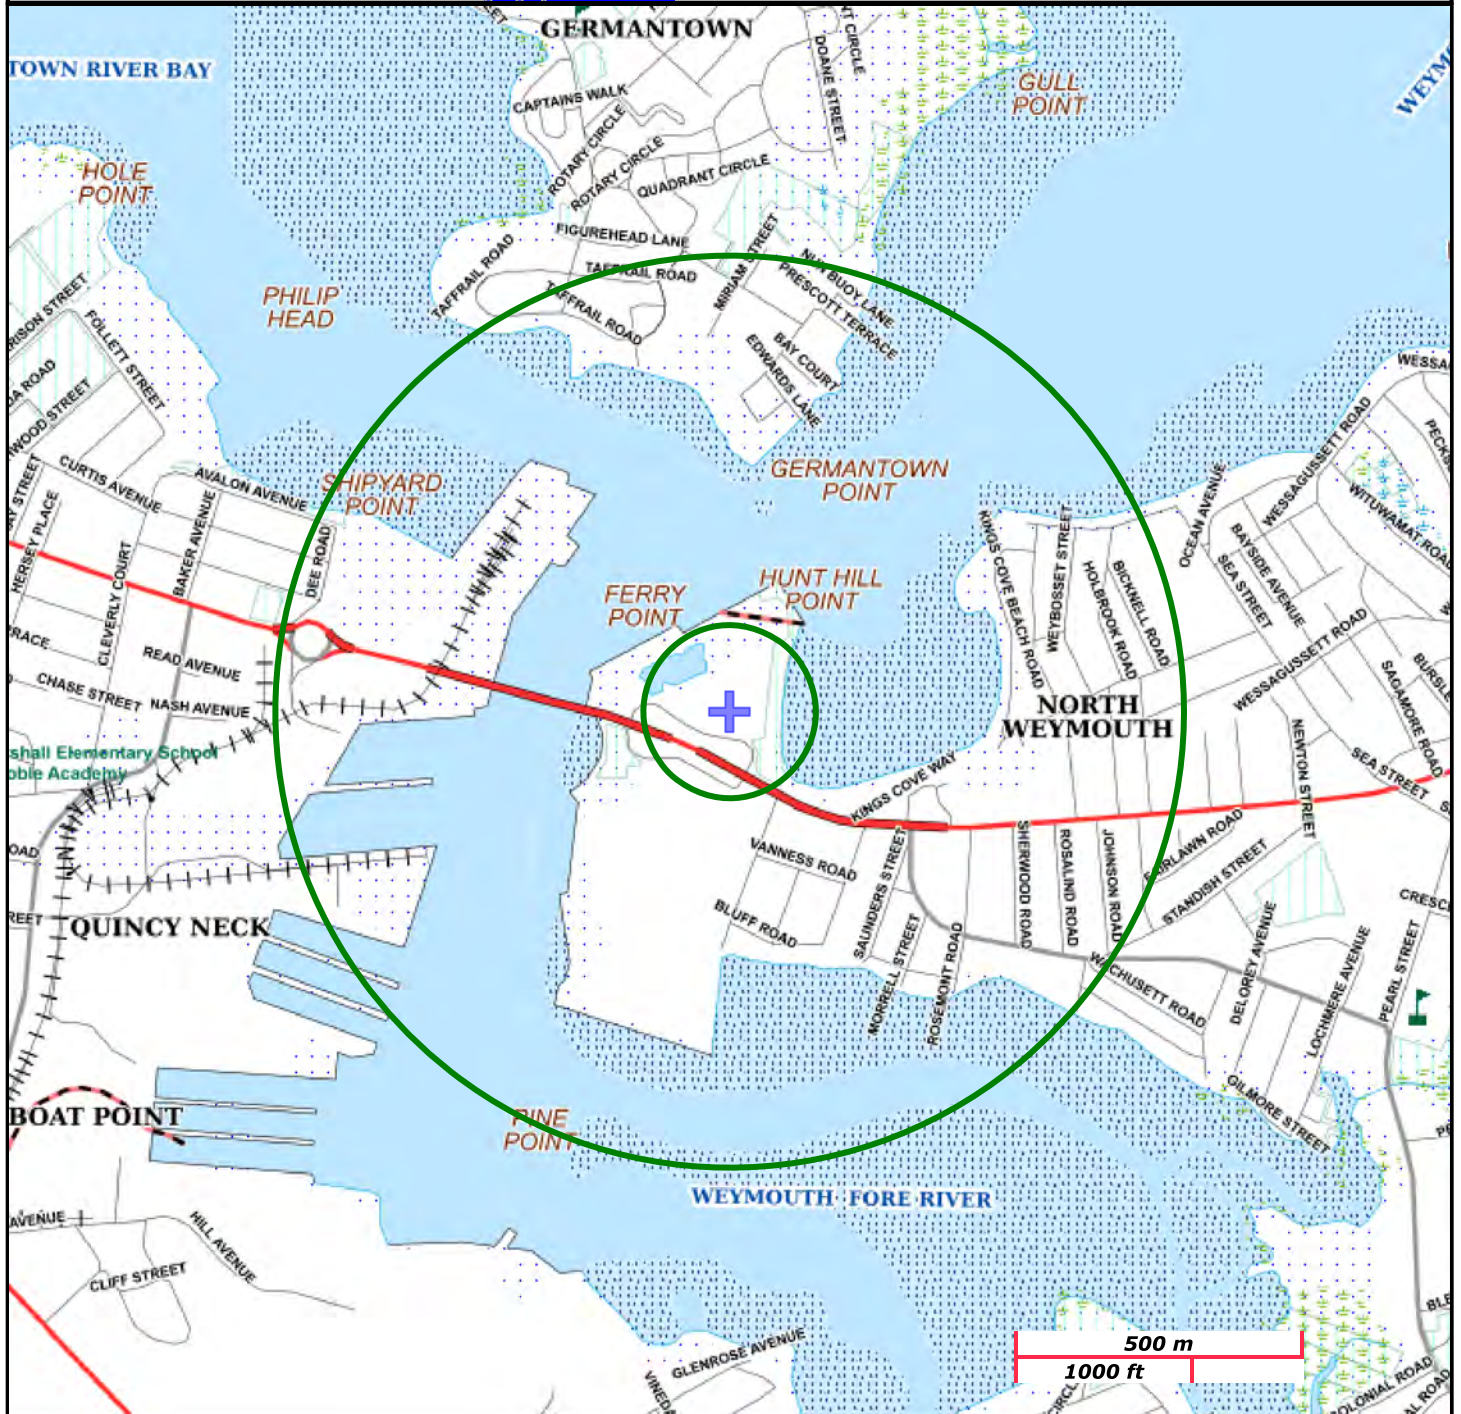 GERMANTOWN
TOWN RIVER BAY
DOANE STREET
GULL
POINT
CAPTAINS WALK
ROTARY CIRCLE
ROTARY CIRCLE
QUADRANT CIRCLE
HOLE
POINT
FIGUREHEAD LANE
TAFFRAIL ROAD
TAFFRAIL ROAD
TAFFRAIL ROAD
MIRIAM STREET
NUN BUOY LANE
PRESCOTT TERRACE
PHILIP
HEAD
FOLLETT STREET
BAY COURT
EDWARDS LANE
WESSAGUSSETT ROAD
CURTIS AVENUE
AVALON AVENUE
SHIPYARD
POINT
GERMANTOWN
POINT
HERSEY PLACE
CLEVERLY COURT
BAKER AVENUE
DEE ROAD
KINGS COVE BEACH ROAD
WEYBOSSET STREET
HOLBROOK ROAD
BICKNELL ROAD
OCEAN AVENUE
SEA STREET
BAYSIDE AVENUE
WITUWAMAT ROAD
FERRY
POINT
HUNT HILL
POINT
READ AVENUE
CHASE STREET
NASH AVENUE
NORTH
WEYMOUTH
WESSAGUSSETT ROAD
SAGAMORE ROAD
NEWTON STREET
SEA STREET
shall Elementary School
oble Academy
KINGS COVE WAY
VANNESS ROAD
SAUNDERS STREET
SHERWOOD ROAD
ROSALIND ROAD
JOHNSON ROAD
FAIRLAWN ROAD
STANDISH STREET
BLUFF ROAD
QUINCY NECK
MORRELL STREET
ROSEMONT ROAD
WACHUSETT ROAD
DELOREY AVENUE
LOCHMERE AVENUE
PEARL STREET
GILMORE STREET
BOAT POINT
PINE
POINT
WEYMOUTH FORE RIVER
AVENUE
HILL AVENUE
CLIFF STREET
GLENROSE AVENUE
500 m
1000 ft